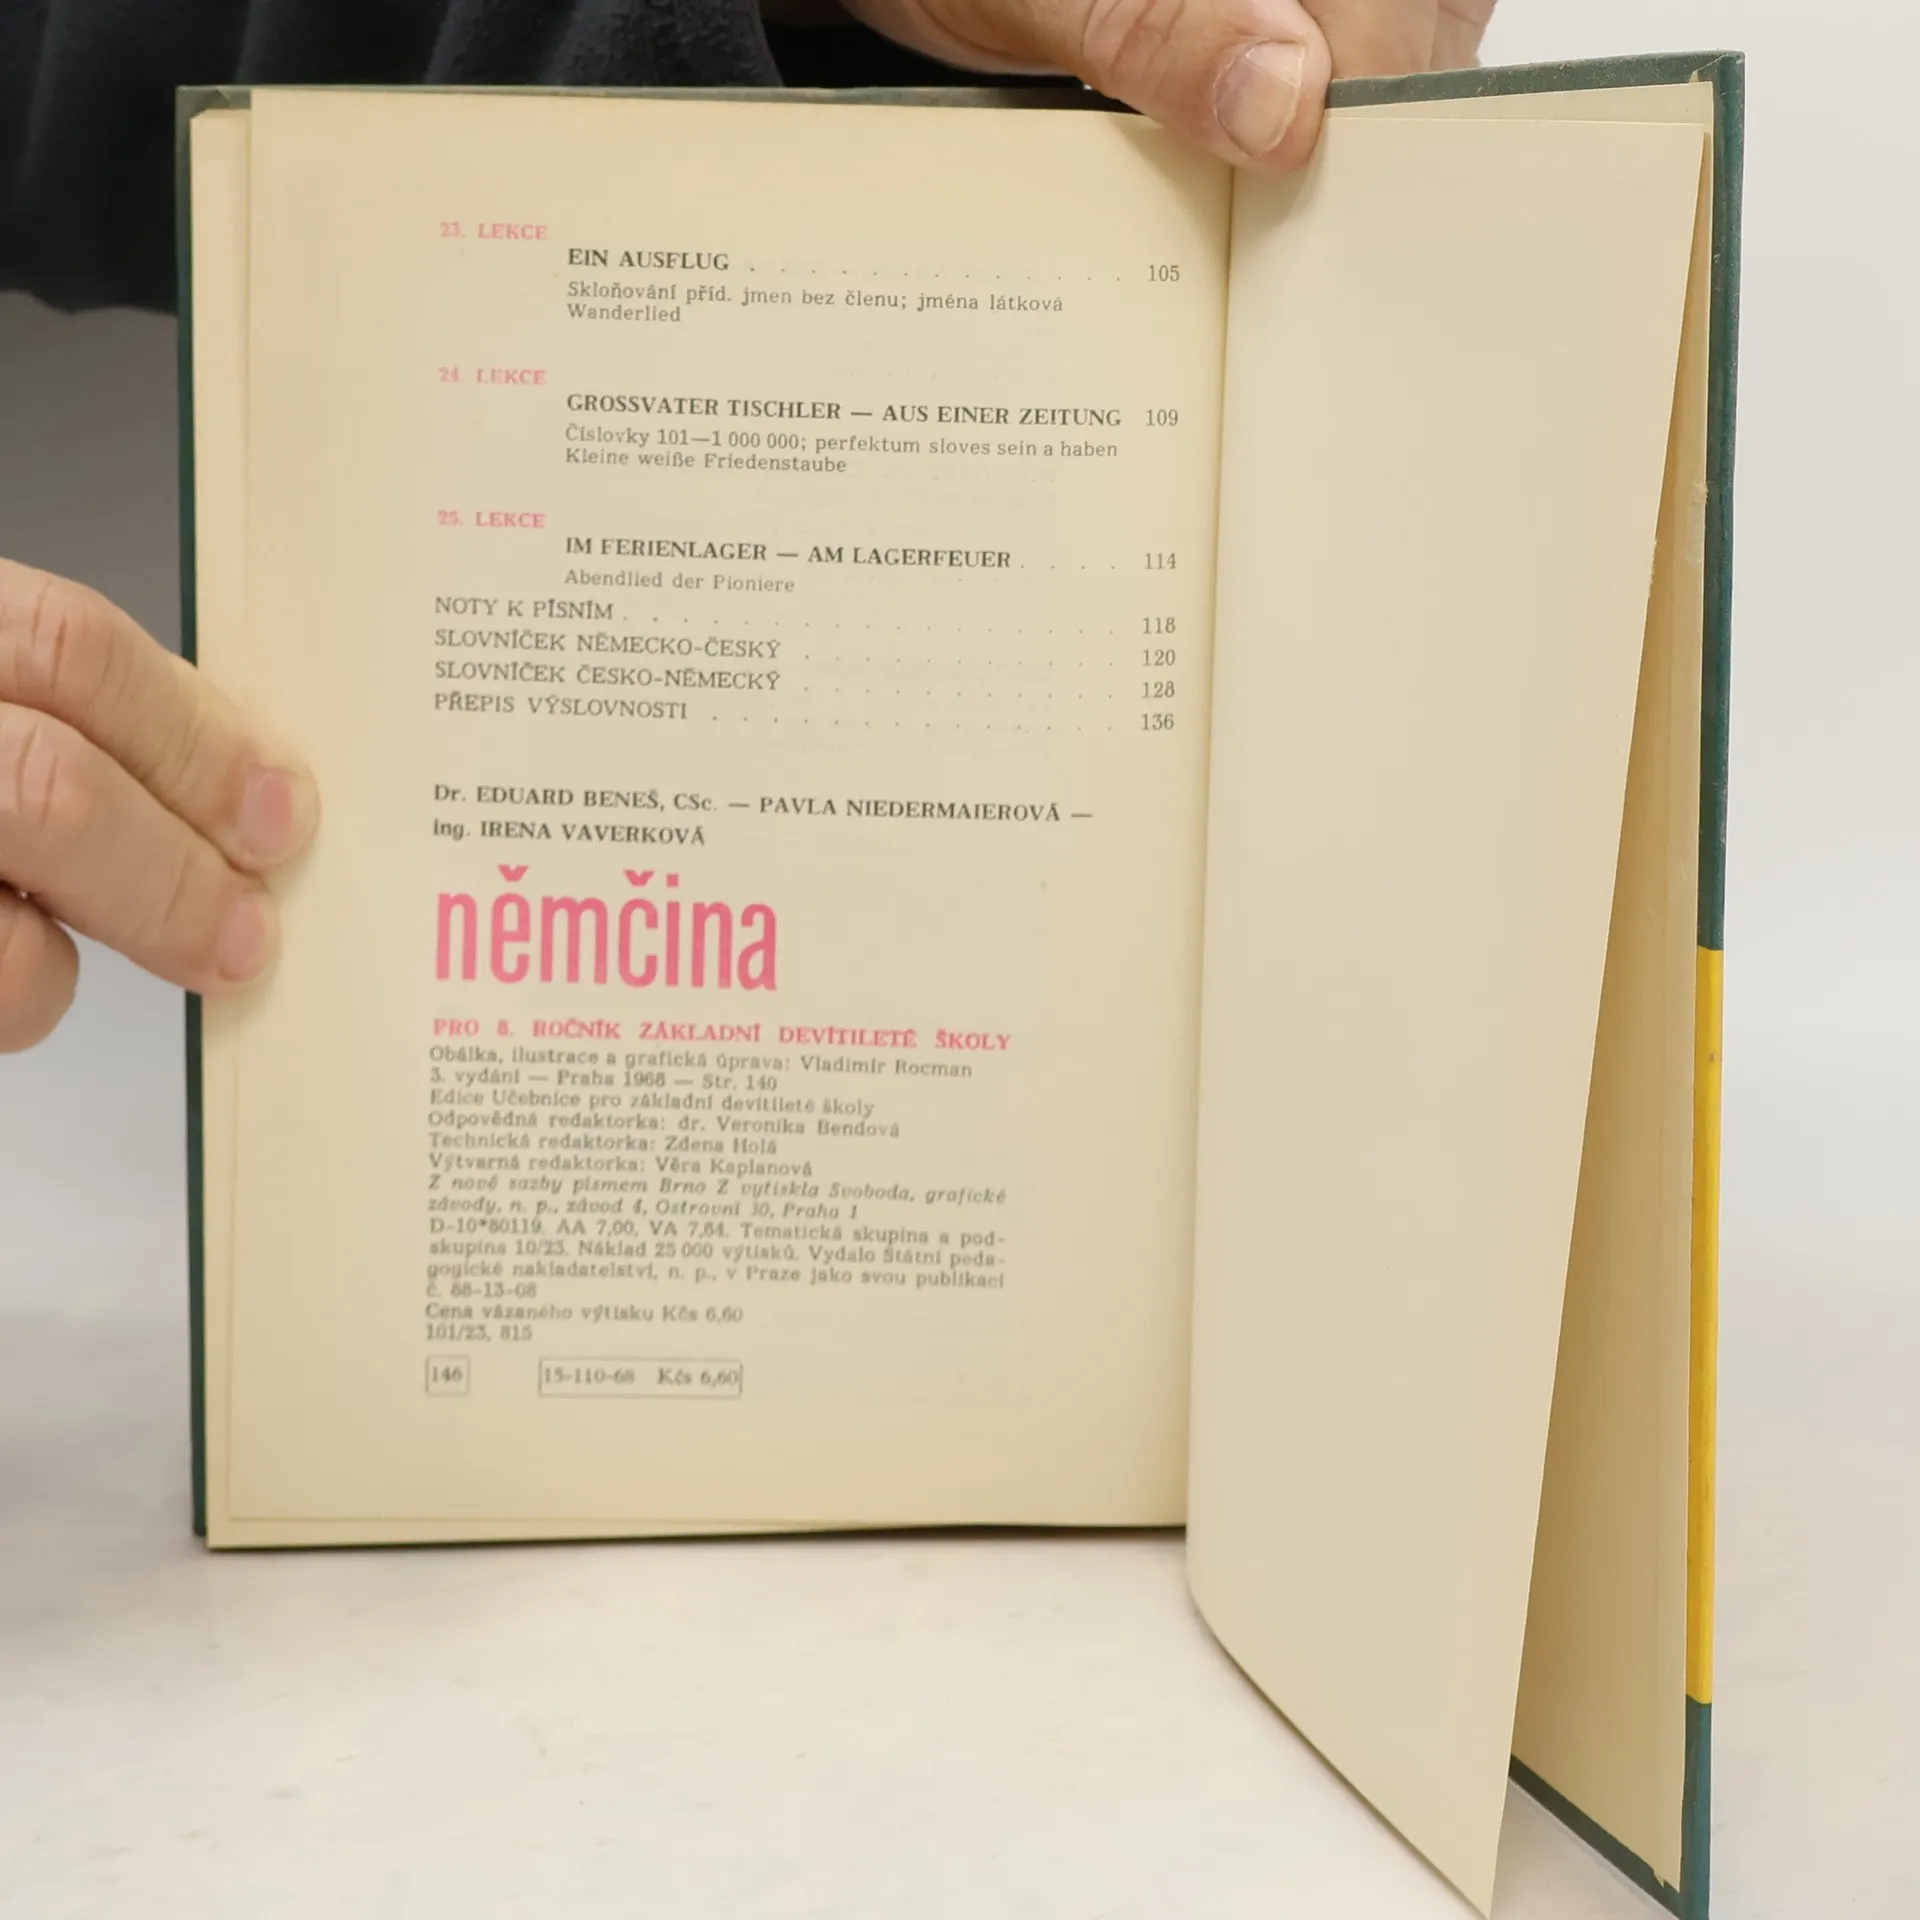 23. LEKCE
EIN AUSFLUG . . . . . . . . . . . . . 105
Skloňování příd. jmen bez členu; jména látková
Wanderlied
24. LEKCE
GROSSVATER TISCHLER — AUS EINER ZEITUNG 109
Číslovky 101—1 000 000; perfektum sloves sein a haben
Kleine weiße Friedenstaube
25. LEKCE
IM FERIENLAGER — AM LAGERFEUER . . . . 114
Abendlied der Pioniere
NOTY K PÍSNÍM . . . . . . . . . . . . . . . . . 118
SLOVNÍČEK NĚMECKO-ČESKÝ . . . . . . . . . . . 120
SLOVNÍČEK ČESKO-NĚMECKÝ . . . . . . . . . . . 128
PŘEPIS VÝSLOVNOSTI . . . . . . . . . . . . . . 136
Dr. EDUARD BENEŠ, CSc. — PAVLA NIEDERMAIEROVÁ —
ing. IRENA VAVERKOVÁ
němčina
PRO 8. ROČNÍK ZÁKLADNÍ DEVÍTILETÉ ŠKOLY
Obálka, ilustrace a grafická úprava: Vladimír Rocman
3. vydání — Praha 1968 — Str. 140
Edice Učebnice pro základní devítileté školy
Odpovědná redaktorka: dr. Veronika Bendová
Technická redaktorka: Zdena Holá
Výtvarná redaktorka: Věra Kaplanová
Z nové sazby písmem Brno Z vytiskla Svoboda, grafické
závody, n. p., závod 4, Ostrovní 30, Praha 1
D-10*80119. AA 7,00, VA 7,64. Tematická skupina a pod-
skupina 10/23. Náklad 25 000 výtisků. Vydalo Státní peda-
gogické nakladatelství, n. p., v Praze jako svou publikaci
č. 88-13-08
Cena vázaného výtisku Kčs 6,60
101/23, 815
146 15-110-68 Kčs 6,60